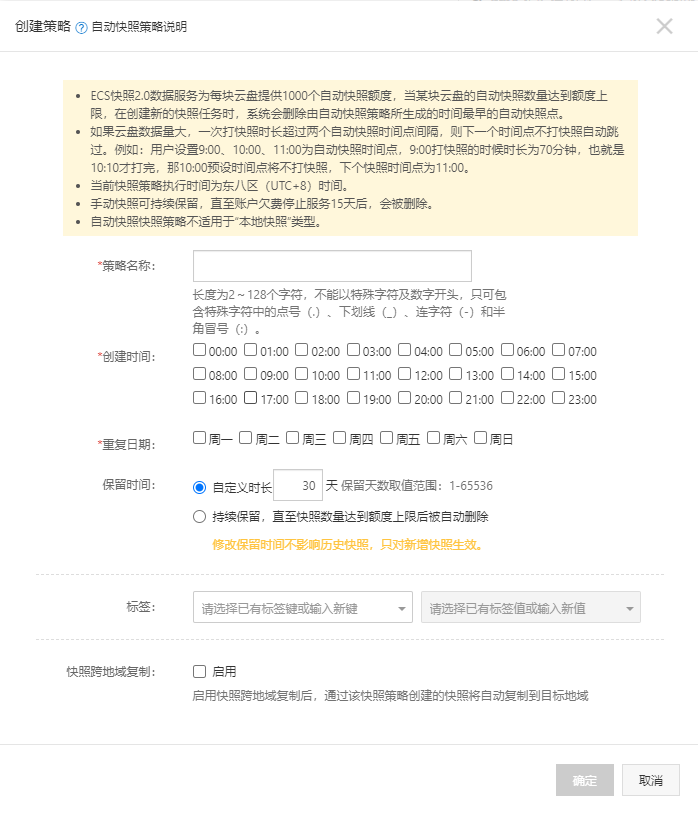 创建策略 ? 自动快照策略说明
ECS快照2.0数据服务为每块云盘提供1000个自动快照额度，当某块云盘的自动快照数量达到额度上
限，在创建新的快照任务时，系统会删除由自动快照策略所生成的时间最早的自动快照点。
如果云盘数据量大，一次打快照时长超过两个自动快照时间点间隔，则下一个时间点不打快照自动跳
过。例如：用户设置9:00、10:00、11:00为自动快照时间点，9:00打快照的时候时长为70分钟，也就是
10:10才打完，那10:00预设时间点将不打快照，下个快照时间点为11:00。
当前快照策略执行时间为东八区（UTC+8）时间。
手动快照可持续保留，直至账户欠费停止服务15天后，会被删除。
自动快照快照策略不适用于“本地快照”类型。
*策略名称：
长度为2～128个字符，不能以特殊字符及数字开头，只可包
含特殊字符中的点号（.）、下划线（_）、连字符（-）和半
角冒号（:）。
*创建时间：
00:00 01:00 02:00 03:00 04:00 05:00 06:00 07:00
08:00 09:00 10:00 11:00 12:00 13:00 14:00 15:00
16:00 17:00 18:00 19:00 20:00 21:00 22:00 23:00
*重复日期：
周一 周二 周三 周四 周五 周六 周日
保留时间：
自定义时长 30 天 保留天数取值范围：1-65536
持续保留，直至快照数量达到额度上限后被自动删除
修改保留时间不影响历史快照，只对新增快照生效。
标签：
请选择已有标签键或输入新键 请选择已有标签值或输入新值
快照跨地域复制：
启用
启用快照跨地域复制后，通过该快照策略创建的快照将自动复制到目标地域
确定 取消